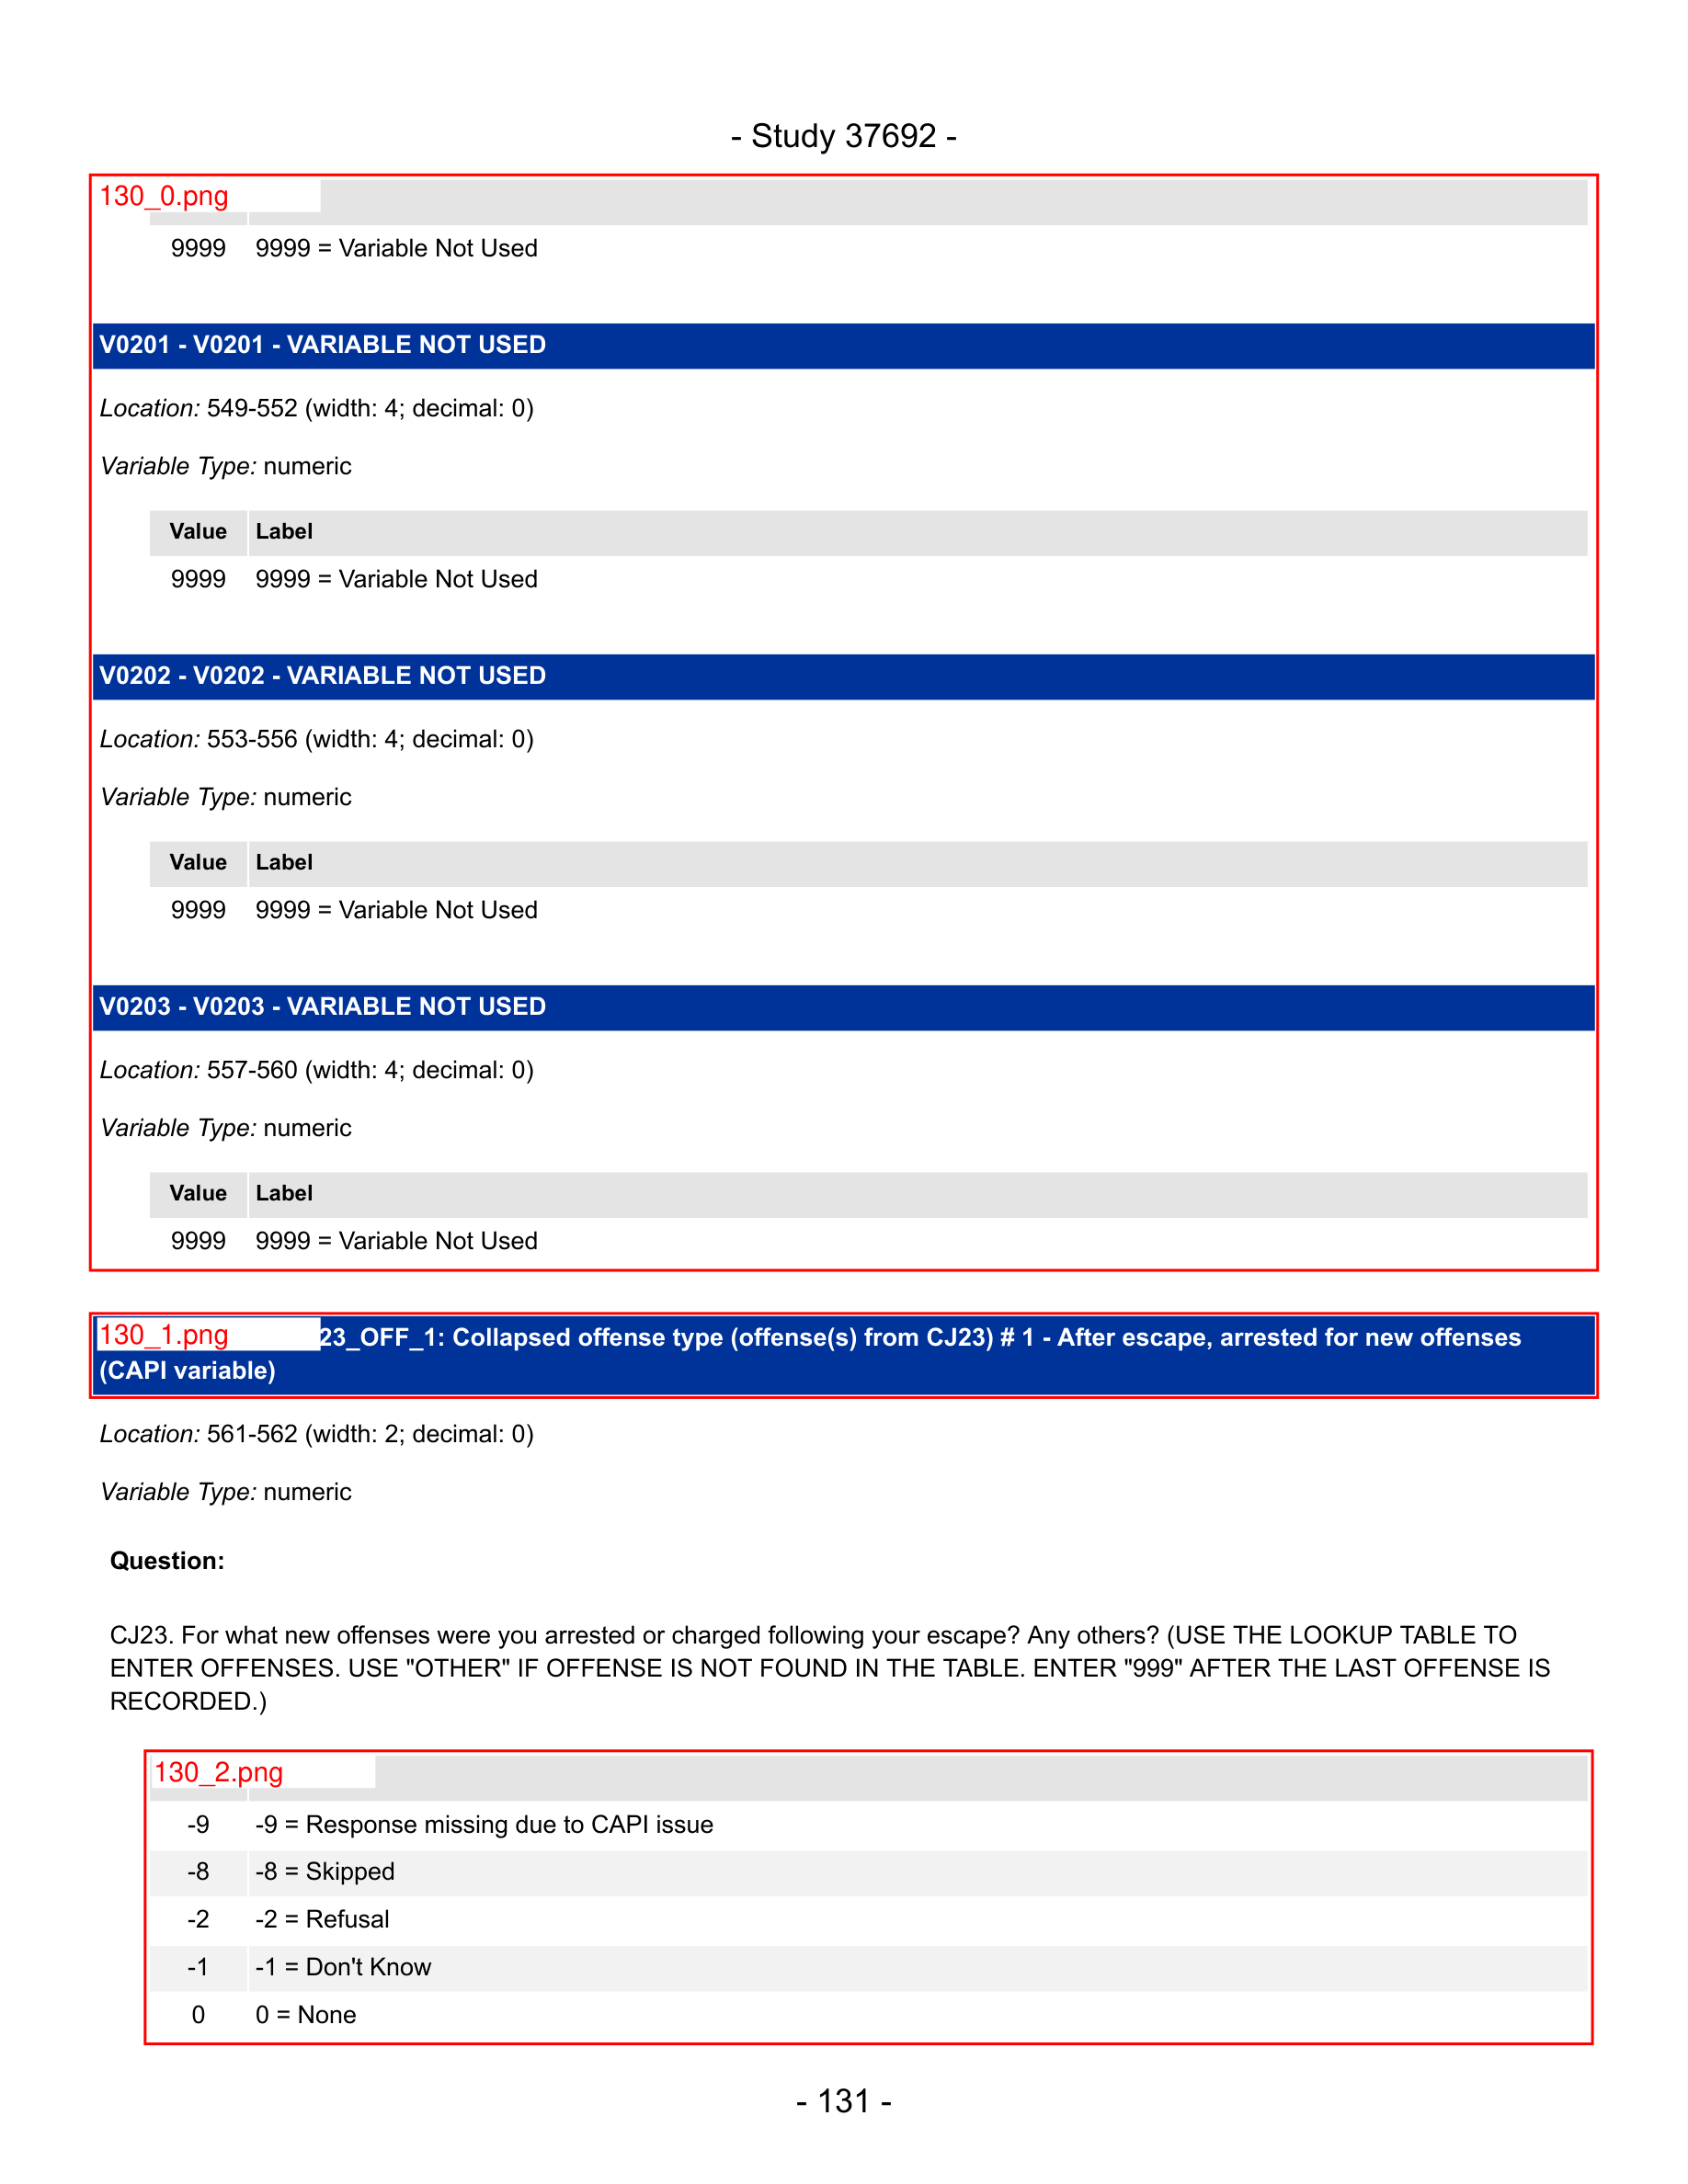 - Study 37692 -
130_0.png
9999 9999 = Variable Not Used
V0201 - V0201 - VARIABLE NOT USED
Location: 549-552 (width: 4; decimal: 0)
Variable Type: numeric
Value Label
9999 9999 = Variable Not Used
V0202 - V0202 - VARIABLE NOT USED
Location: 553-556 (width: 4; decimal: 0)
Variable Type: numeric
Value Label
9999 9999 = Variable Not Used
V0203 - V0203 - VARIABLE NOT USED
Location: 557-560 (width: 4; decimal: 0)
Variable Type: numeric
Value Label
9999 9999 = Variable Not Used
130_1.png 23_OFF_1: Collapsed offense type (offense(s) from CJ23) # 1 - After escape, arrested for new offenses
(CAPI variable)
Location: 561-562 (width: 2; decimal: 0)
Variable Type: numeric
Question:
CJ23. For what new offenses were you arrested or charged following your escape? Any others? (USE THE LOOKUP TABLE TO
ENTER OFFENSES. USE "OTHER" IF OFFENSE IS NOT FOUND IN THE TABLE. ENTER "999" AFTER THE LAST OFFENSE IS
RECORDED.)
130_2.png
-9 -9 = Response missing due to CAPI issue
-8 -8 = Skipped
-2 -2 = Refusal
-1 -1 = Don't Know
0 0 = None
- 131 -